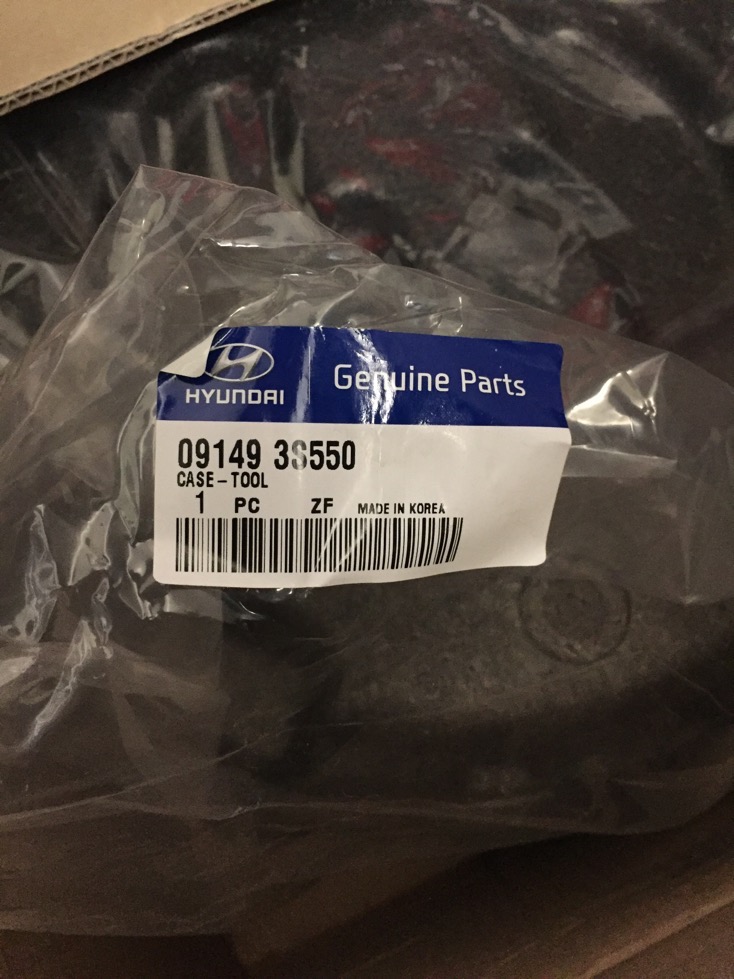 HYUNDAI
Genuine Parts
09149 3S550
CASE-TOOL
1 PC ZF MADE IN KOREA